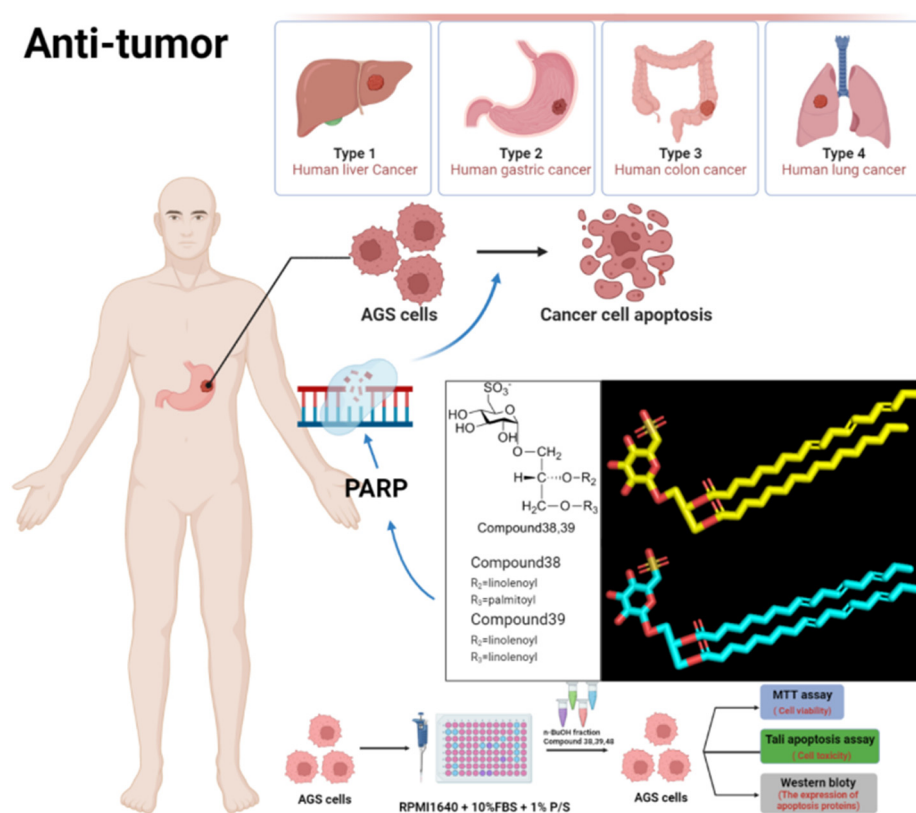 Anti-tumor
Type 1
Human liver Cancer
Type 2
Human gastric cancer
Type 3
Human colon cancer
Type 4
Human lung cancer
AGS cells
Cancer cell apoptosis
PARP
SO₃⁻
HO
HO
OH
O
O–CH₂
H
O–R₂
H₂C–O–R₃
Compound38,39
Compound38
R₂=linolenoyl
R₃=palmitoyl
Compound39
R₂=linolenoyl
R₃=linolenoyl
AGS cells
RPMI1640 + 10%FBS + 1% P/S
n-BuOH fraction
Compound 38,39,48
AGS cells
MTT assay
( Cell viability)
Tali apoptosis assay
( Cell toxicity)
Western bloty
(The expression of
apoptosis proteins)